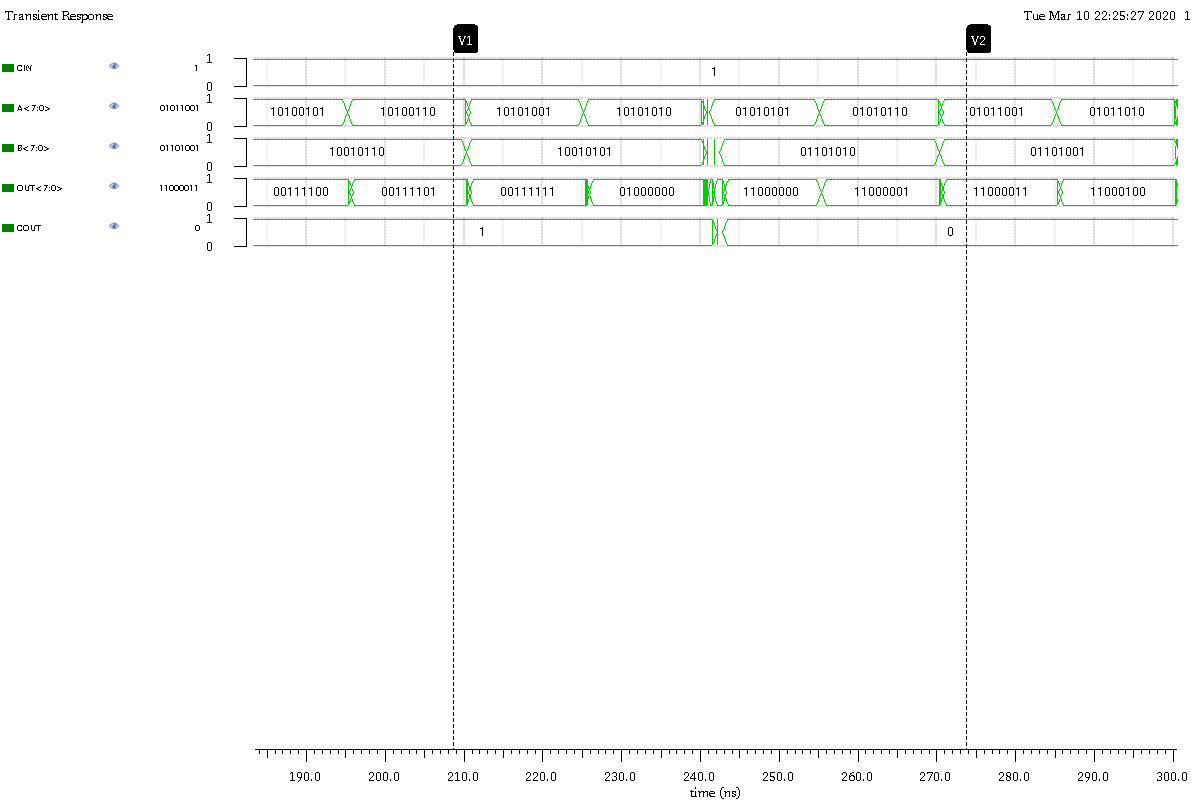 Transient Response Tue Mar 10 22:25:27 2020 1
V1 V2
1
CIN 1 1
0
1
A<7:0> 01011001 10100101 10100110 10101001 10101010 01010101 01010110 01011001 01011010
0
1
B<7:0> 01101001 10010110 10010101 01101010 01101001
0
1
OUT<7:0> 11000011 00111100 00111101 00111111 01000000 11000000 11000001 11000011 11000100
0
1
COUT 0 1 0
0
190.0 200.0 210.0 220.0 230.0 240.0 250.0 260.0 270.0 280.0 290.0 300.0
time (ns)